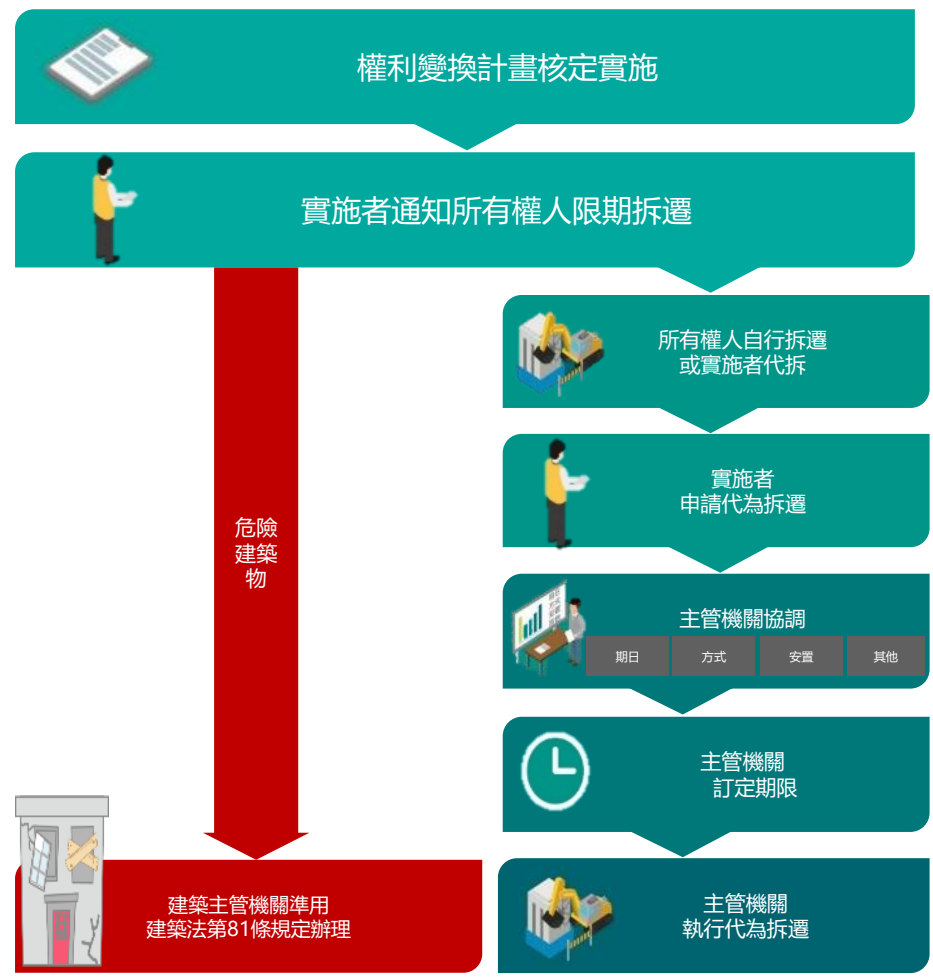 權利變換計畫核定實施
實施者通知所有權人限期拆遷
所有權人自行拆遷
或實施者代拆
實施者
申請代為拆遷
主管機關協調
期日
方式
安置
其他
主管機關
訂定期限
主管機關
執行代為拆遷
危險
建築
物
建築主管機關準用
建築法第81條規定辦理